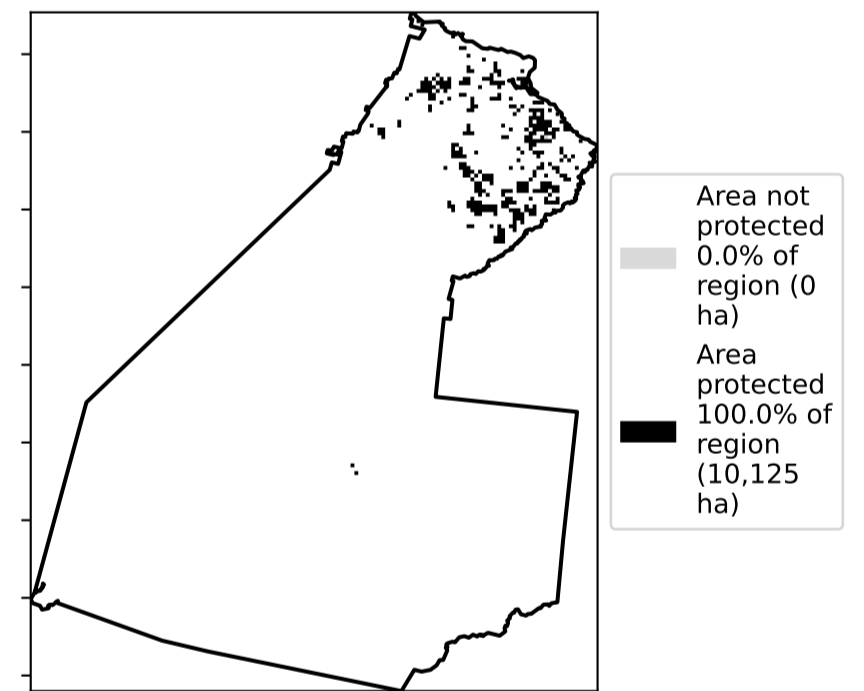 Area not
protected
0.0% of
region (0
ha)
Area
protected
100.0% of
region
(10,125
ha)